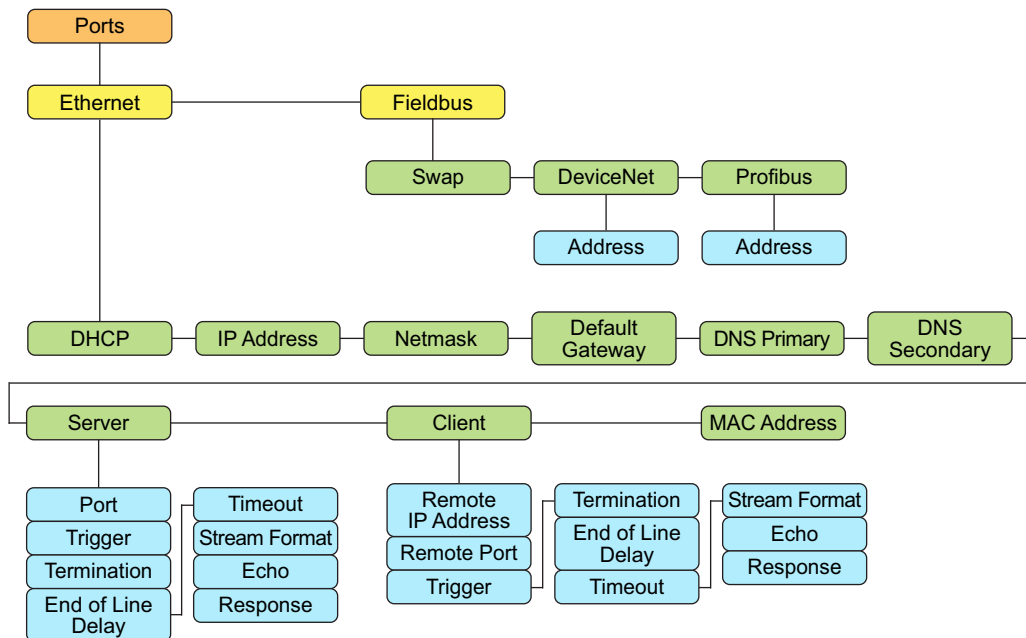 Ports
Ethernet
Fieldbus
Swap
DeviceNet
Profibus
Address
Address
DHCP
IP Address
Netmask
Default
Gateway
DNS Primary
DNS
Secondary
Server
Client
MAC Address
Port
Trigger
Termination
End of Line
Delay
Timeout
Stream Format
Echo
Response
Remote
IP Address
Remote Port
Trigger
Termination
End of Line
Delay
Timeout
Stream Format
Echo
Response